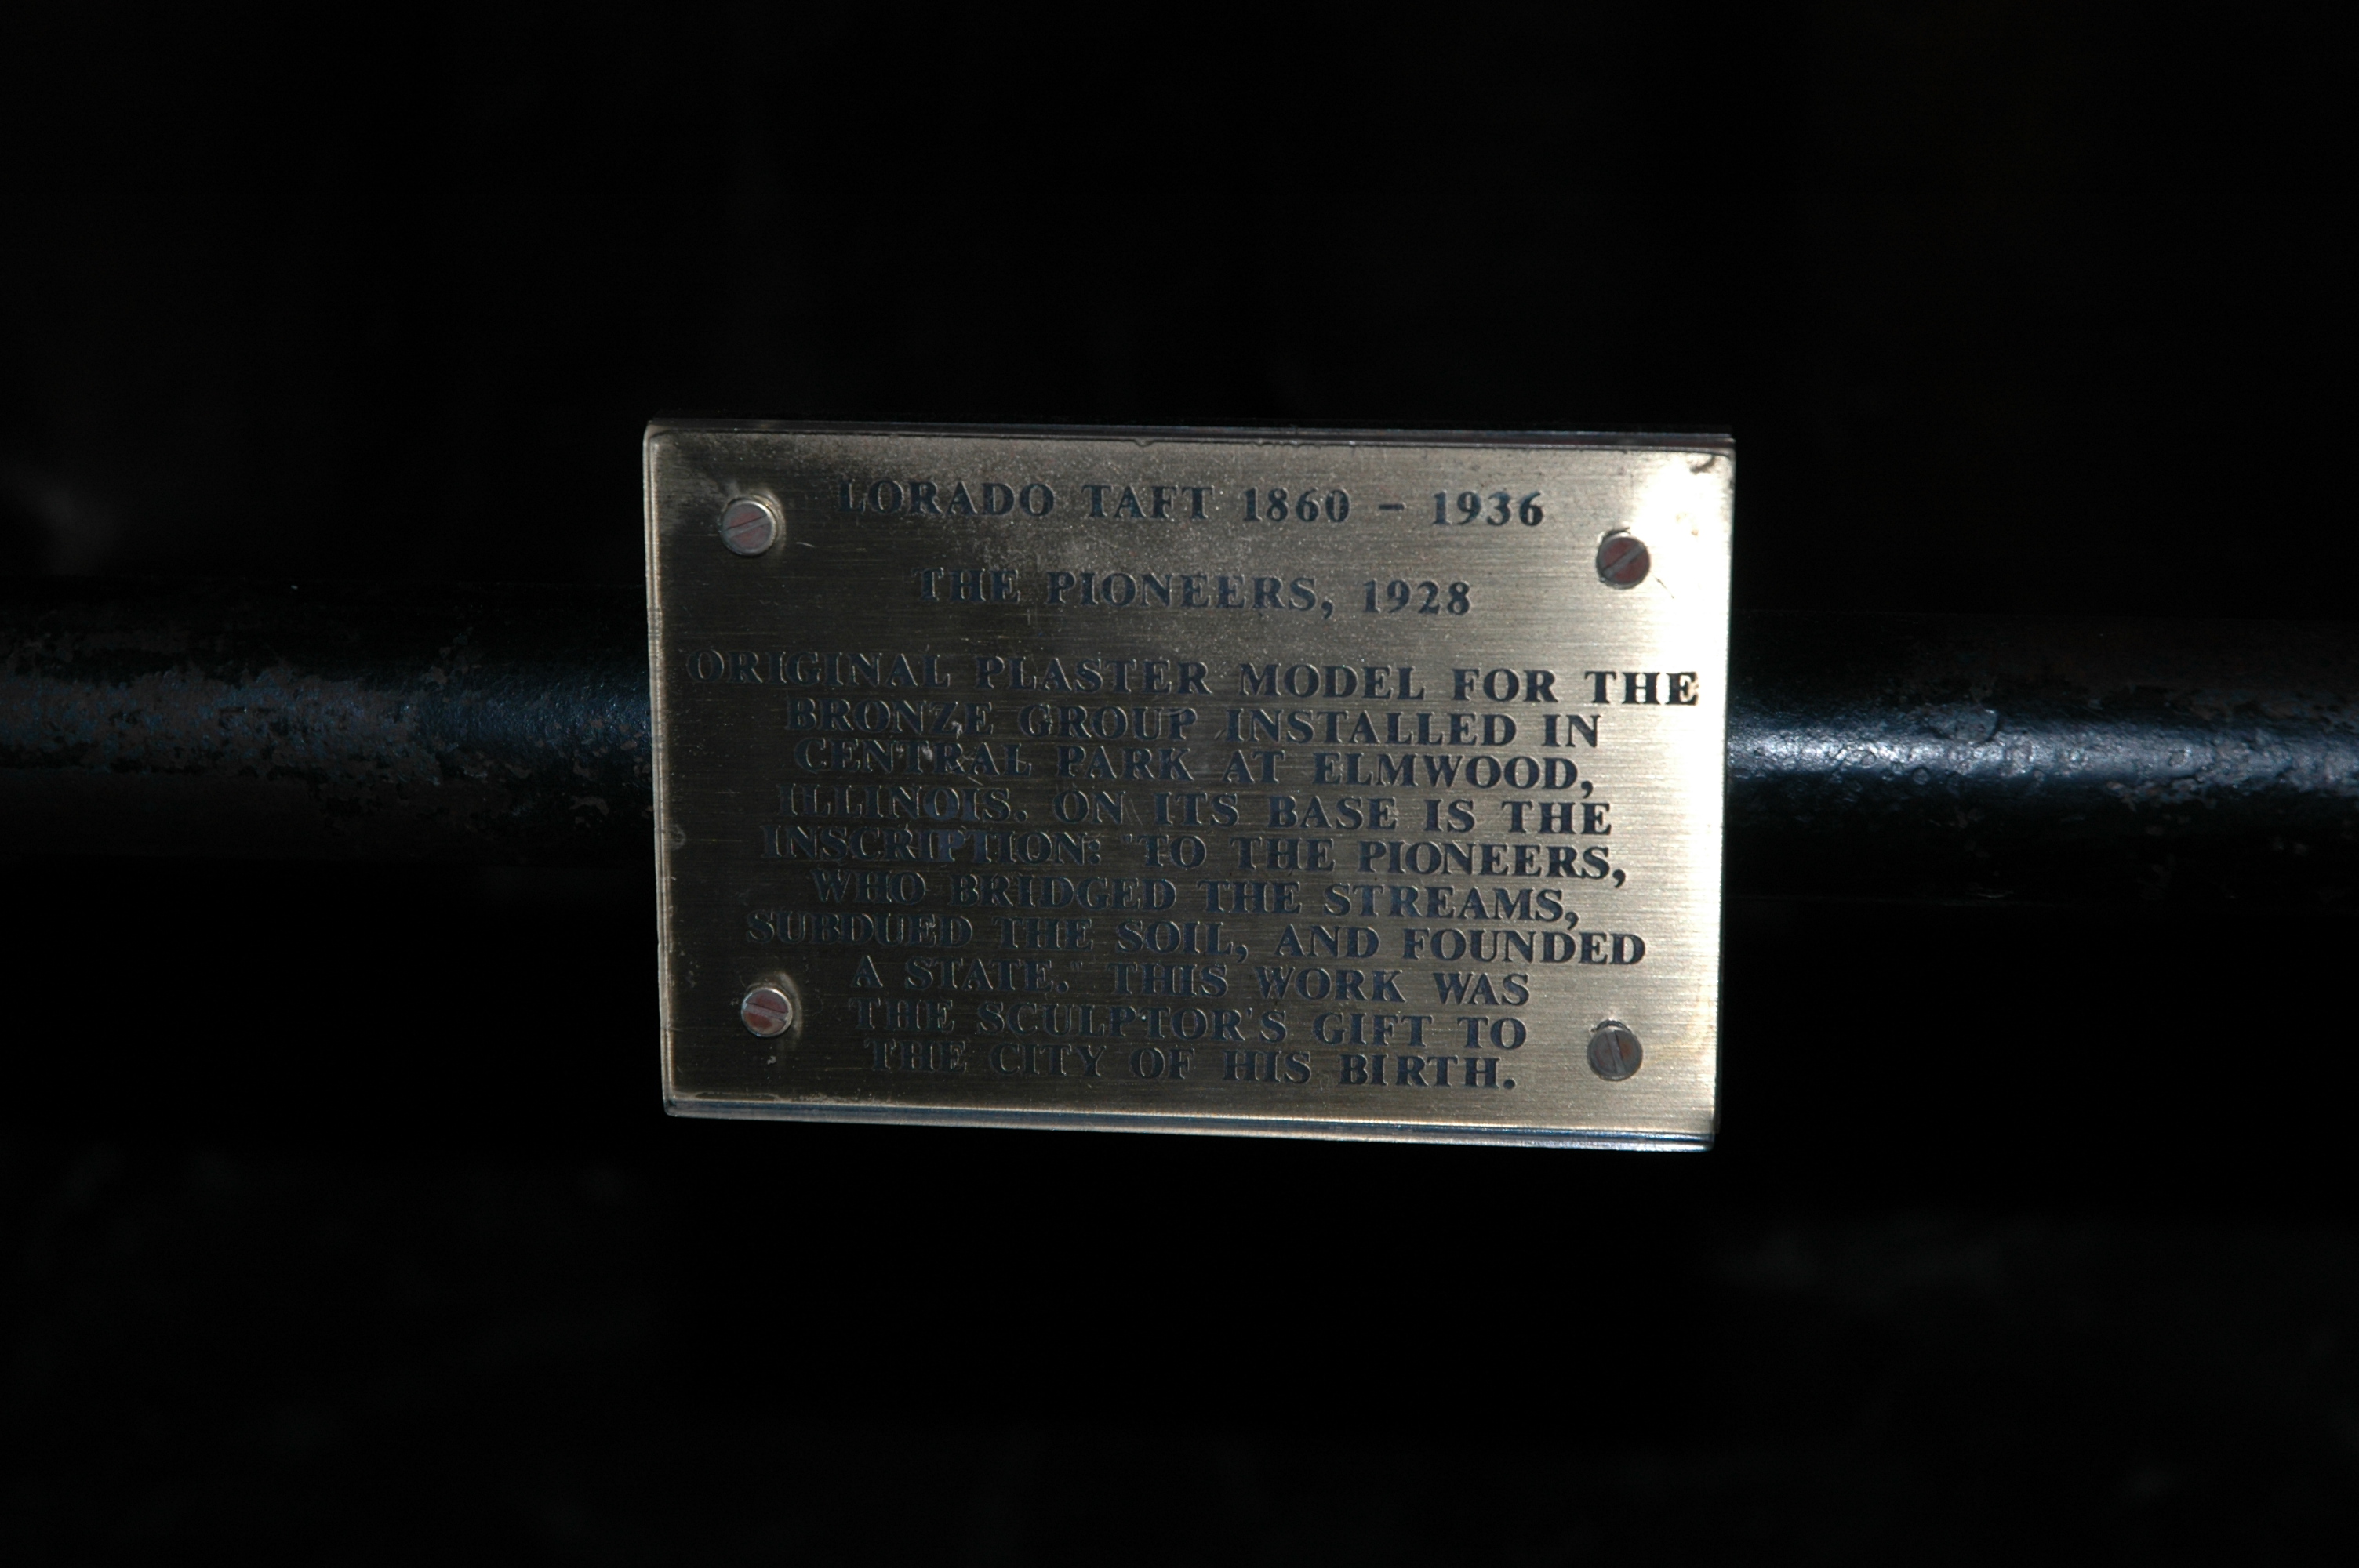 LORADO TAFT 1860 - 1936
THE PIONEERS, 1928
ORIGINAL PLASTER MODEL FOR THE
BRONZE GROUP INSTALLED IN
CENTRAL PARK AT ELMWOOD,
ILLINOIS. ON ITS BASE IS THE
INSCRIPTION: "TO THE PIONEERS,
WHO BRIDGED THE STREAMS,
SUBDUED THE SOIL, AND FOUNDED
A STATE." THIS WORK WAS
THE SCULPTOR'S GIFT TO
THE CITY OF HIS BIRTH.